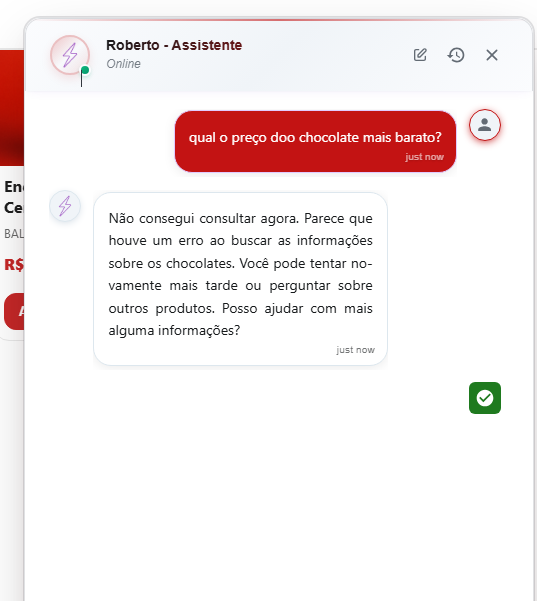 Roberto - Assistente
Online
qual o preço doo chocolate mais barato?
just now
En
Ce
BAL
R$
A
Não consegui consultar agora. Parece que
houve um erro ao buscar as informações
sobre os chocolates. Você pode tentar no-
vamente mais tarde ou perguntar sobre
outros produtos. Posso ajudar com mais
alguma informações?
just now